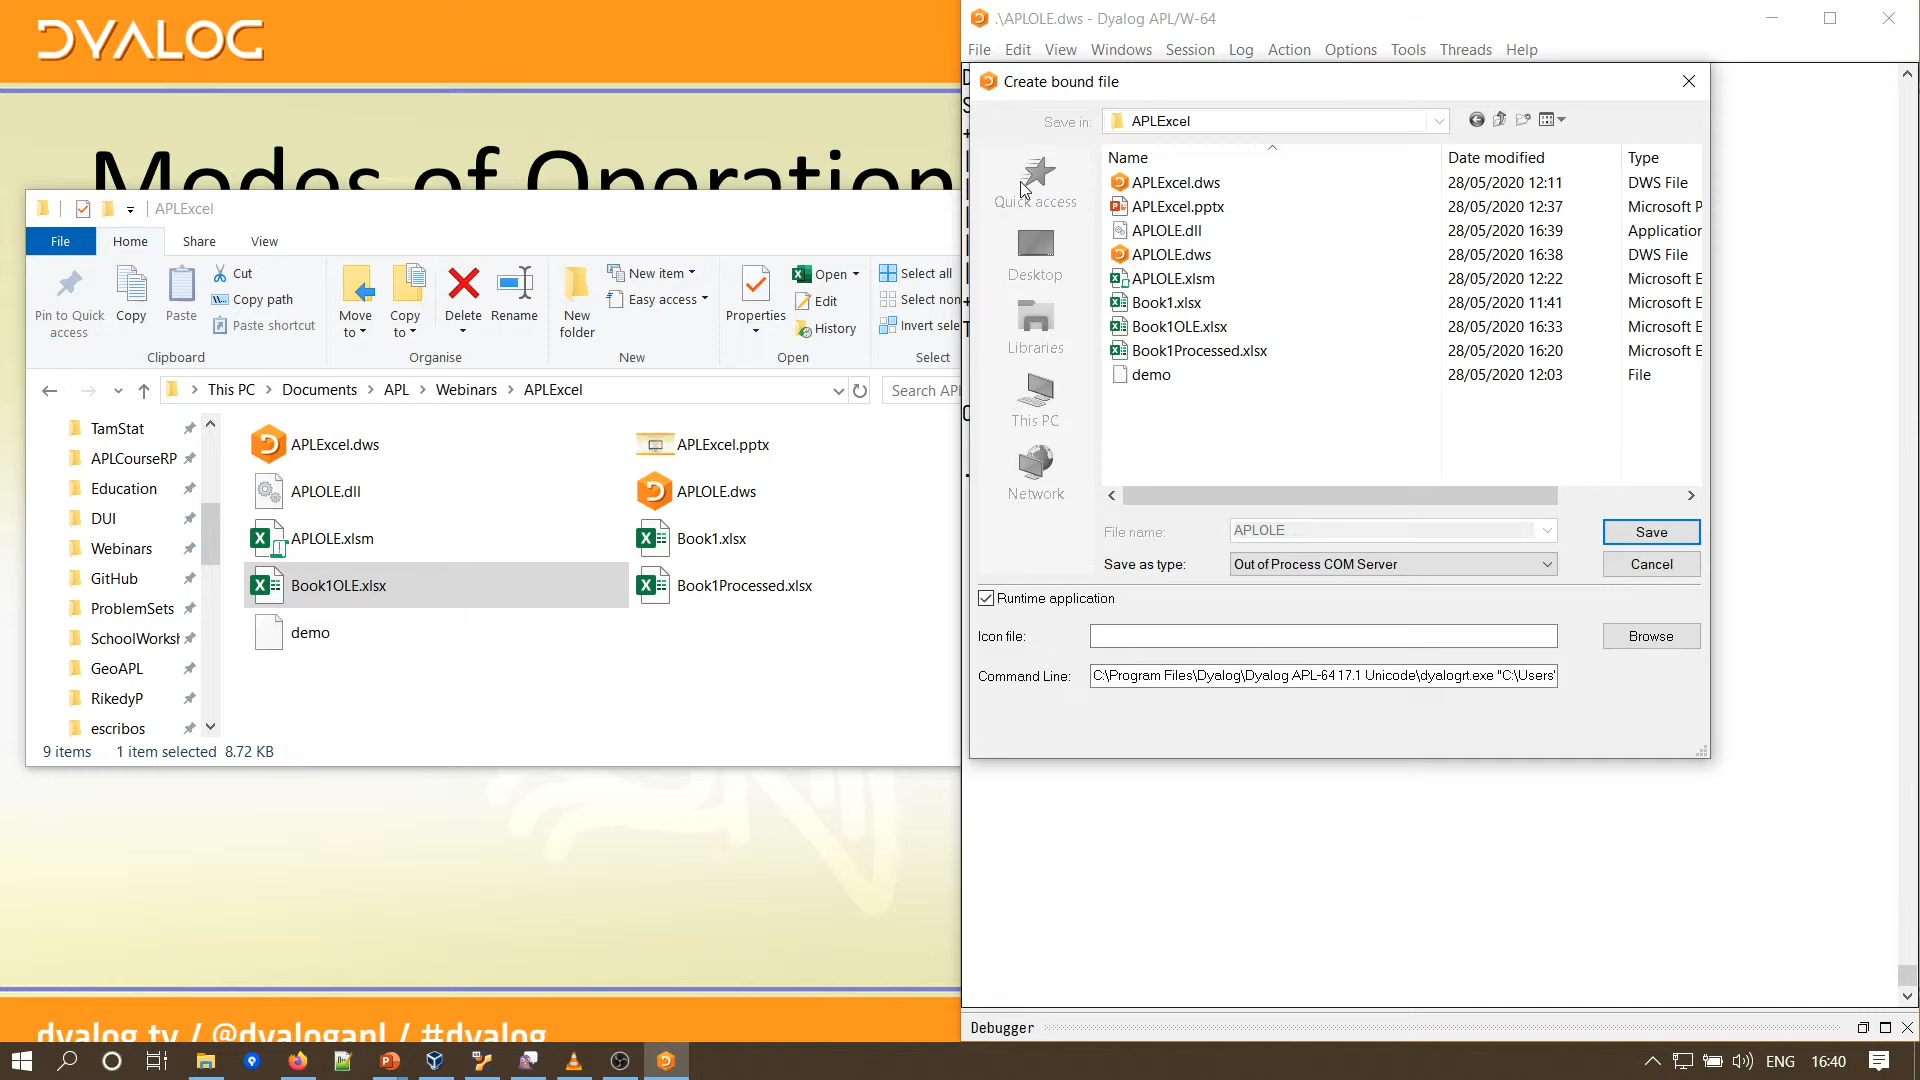 DYALOG
Modes of Operation
APLExcel
File
Home
Share
View
Pin to Quick access
Copy
Paste
Cut
Copy path
Paste shortcut
Move to
Copy to
Delete
Rename
New folder
New item
Easy access
Properties
Open
Edit
History
Select all
Select non
Invert sele
Clipboard
Organise
New
Open
Select
This PC
Documents
APL
Webinars
APLExcel
Search APL
TamStat
APLCourseRP
Education
DUI
Webinars
GitHub
ProblemSets
SchoolWorksh
GeoAPL
RikedyP
escribos
APLExcel.dws
APLExcel.pptx
APLOLE.dll
APLOLE.dws
APLOLE.xlsm
Book1.xlsx
Book1OLE.xlsx
Book1Processed.xlsx
demo
9 items
1 item selected 8.72 KB
dyalog.tv / @dyalogapl / #dyalog
.\APLOLE.dws - Dyalog APL/W-64
File Edit View Windows Session Log Action Options Tools Threads Help
Create bound file
Save in:
APLExcel
Quick access
Desktop
Libraries
This PC
Network
Name Date modified Type
APLExcel.dws 28/05/2020 12:11 DWS File
APLExcel.pptx 28/05/2020 12:37 Microsoft P
APLOLE.dll 28/05/2020 16:39 Application
APLOLE.dws 28/05/2020 16:38 DWS File
APLOLE.xlsm 28/05/2020 12:22 Microsoft E
Book1.xlsx 28/05/2020 11:41 Microsoft E
Book1OLE.xlsx 28/05/2020 16:33 Microsoft E
Book1Processed.xlsx 28/05/2020 16:20 Microsoft E
demo 28/05/2020 12:03 File
File name: APLOLE
Save
Save as type: Out of Process COM Server
Cancel
Runtime application
Icon file:
Browse
Command Line: C:\Program Files\Dyalog\Dyalog APL-64 17.1 Unicode\dyalogrt.exe "C:\Users\
Debugger
ENG
16:40